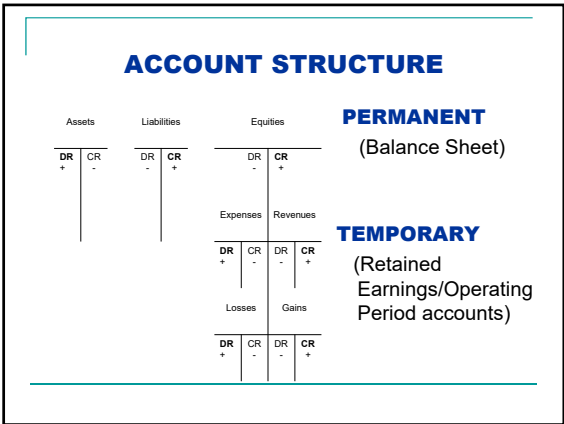 ACCOUNT STRUCTURE
Assets Liabilities Equities
PERMANENT
(Balance Sheet)
DR CR DR CR DR CR
+ - - + - +
Expenses Revenues
TEMPORARY
(Retained
Earnings/Operating
Period accounts)
DR CR DR CR
+ - - +
Losses Gains
DR CR DR CR
+ - - +